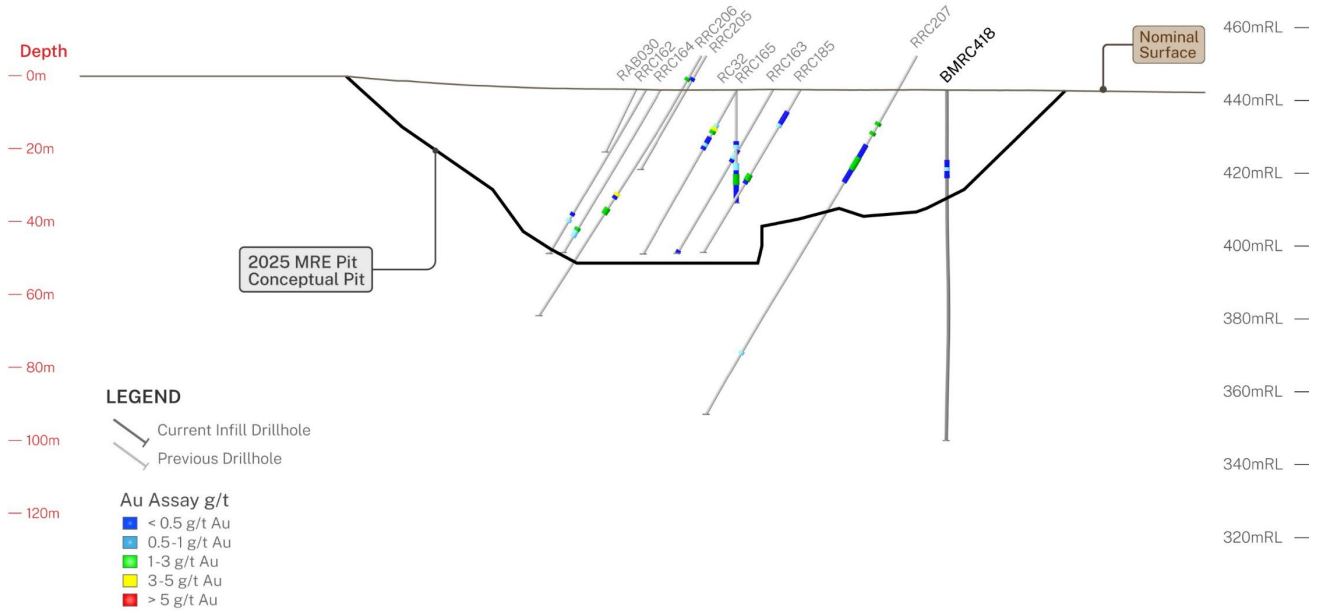 Depth
0m
20m
40m
60m
80m
100m
120m
RAB030
RRC162
RRC164
RRC206
RRC205
RC32
RRC165
RRC163
RRC185
RRC207
BMRC418
Nominal
Surface
460mRL
440mRL
420mRL
400mRL
380mRL
360mRL
340mRL
320mRL
2025 MRE Pit
Conceptual Pit
LEGEND
Current Infill Drillhole
Previous Drillhole
Au Assay g/t
< 0.5 g/t Au
0.5-1 g/t Au
1-3 g/t Au
3-5 g/t Au
> 5 g/t Au